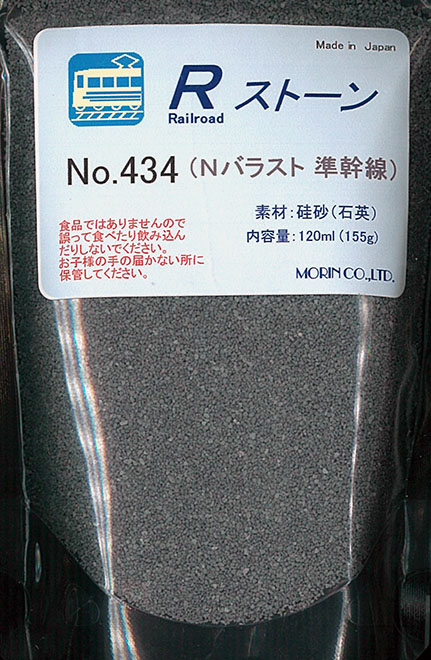 Made in Japan
R ストーン
Railroad
No.434 (Nバラスト 準幹線)
素材:硅砂(石英)
内容量:120ml(155g)
食品ではありませんので
誤って食べたり飲み込ん
だりしないでください。
お子様の手の届かない所に
保管してください。
MORIN CO.,LTD.